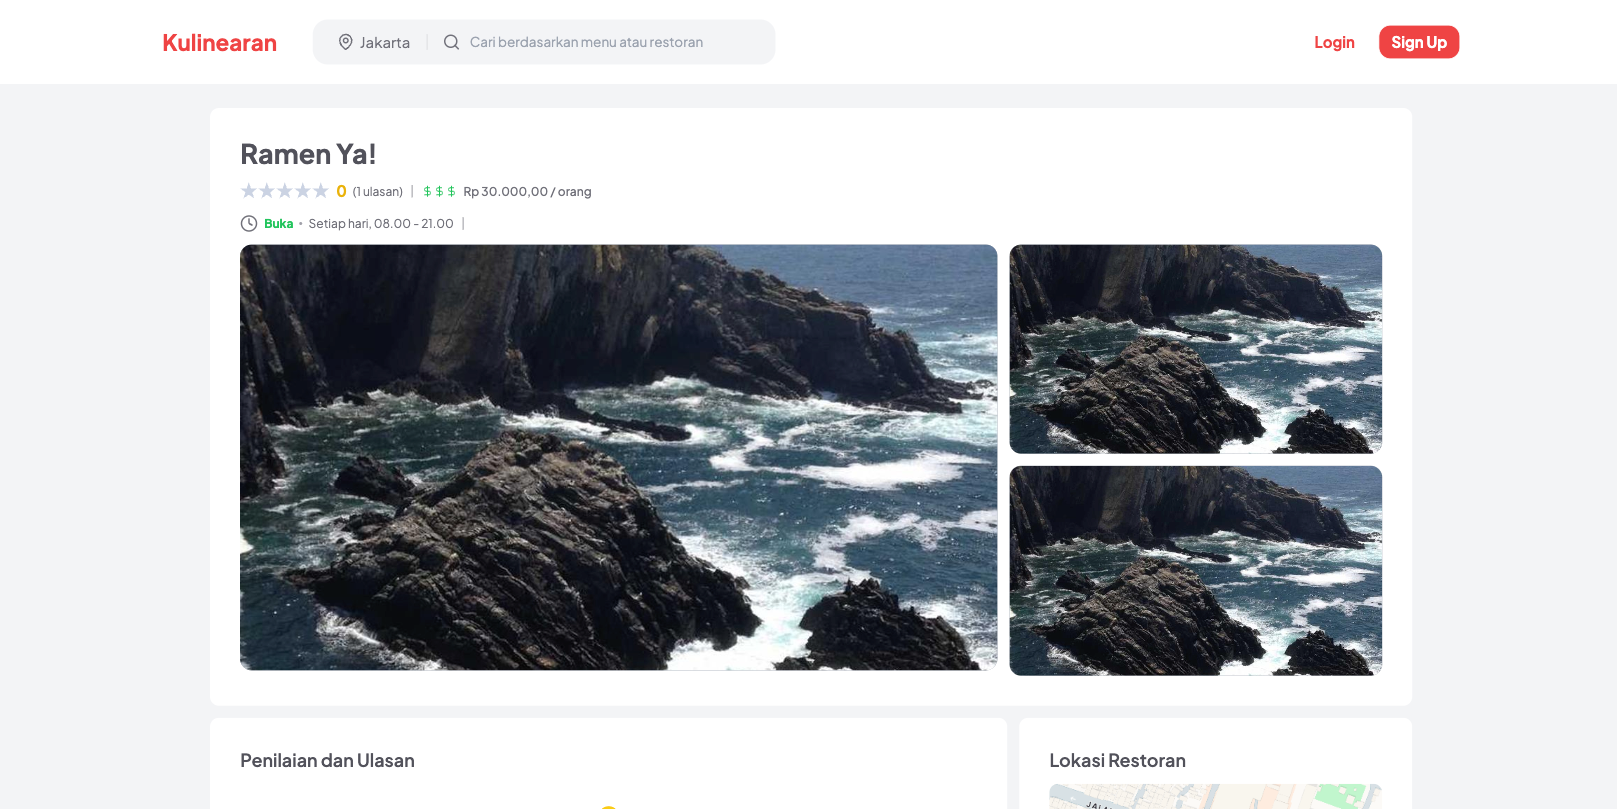 Kulinearan
Jakarta
Cari berdasarkan menu atau restoran
Login
Sign Up
Ramen Ya!
0 (1 ulasan) | $ $ $ Rp 30.000,00 / orang
Buka • Setiap hari, 08.00 - 21.00 |
Penilaian dan Ulasan
Lokasi Restoran